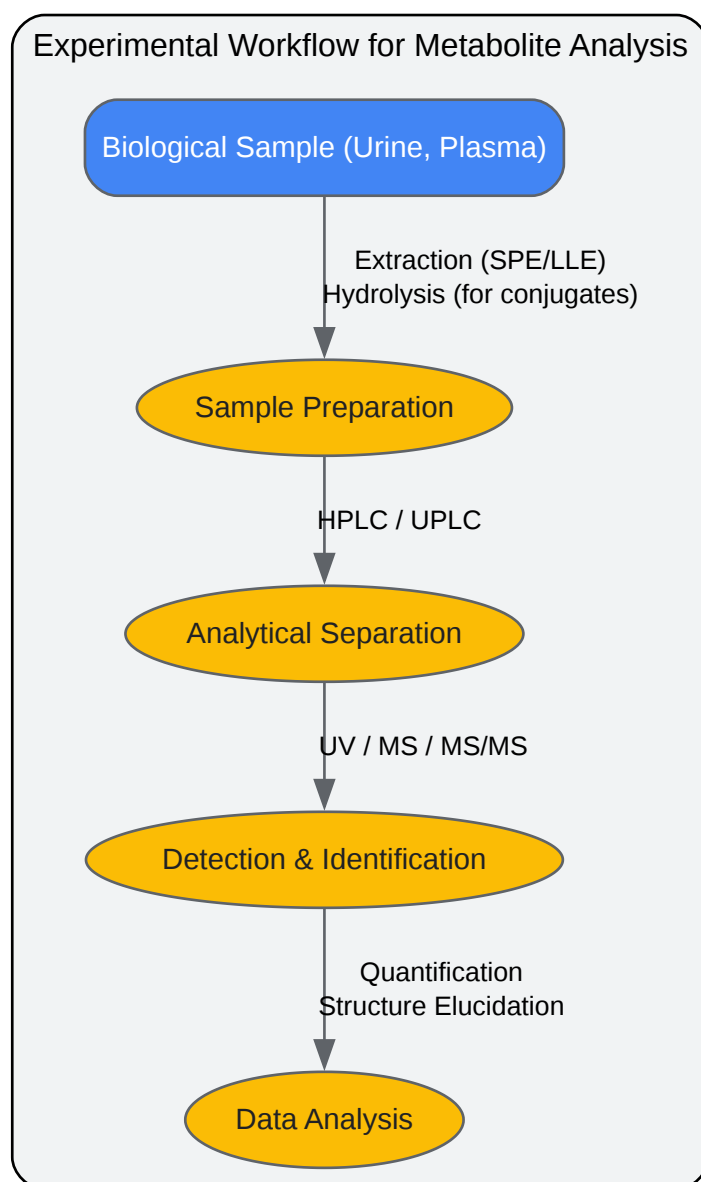 Experimental Workflow for Metabolite Analysis
Biological Sample (Urine, Plasma)
Extraction (SPE/LLE)
Hydrolysis (for conjugates)
Sample Preparation
HPLC / UPLC
Analytical Separation
UV / MS / MS/MS
Detection & Identification
Quantification
Structure Elucidation
Data Analysis